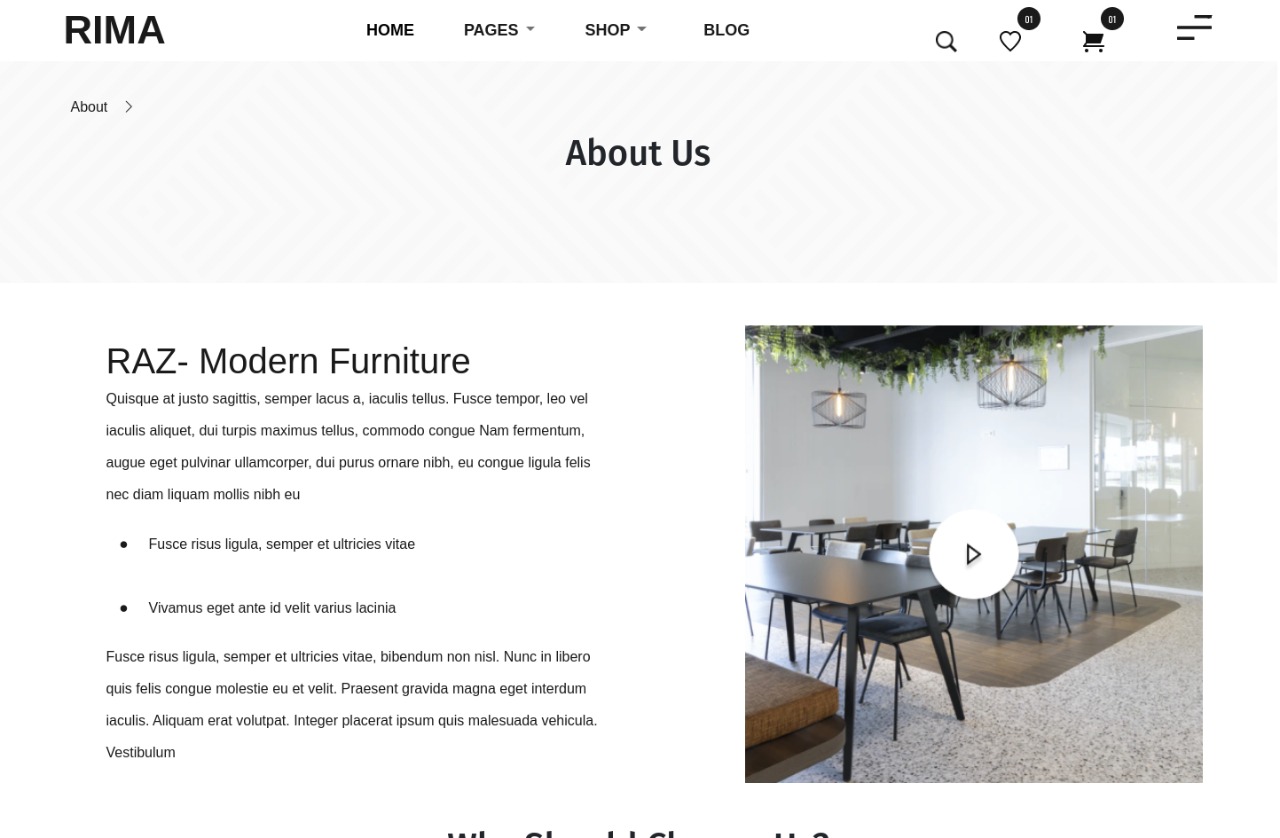 RIMA
HOME
PAGES
SHOP
BLOG
01
01
About
About Us
RAZ- Modern Furniture
Quisque at justo sagittis, semper lacus a, iaculis tellus. Fusce tempor, leo vel
iaculis aliquet, dui turpis maximus tellus, commodo congue Nam fermentum,
augue eget pulvinar ullamcorper, dui purus ornare nibh, eu congue ligula felis
nec diam liquam mollis nibh eu
Fusce risus ligula, semper et ultricies vitae
Vivamus eget ante id velit varius lacinia
Fusce risus ligula, semper et ultricies vitae, bibendum non nisl. Nunc in libero
quis felis congue molestie eu et velit. Praesent gravida magna eget interdum
iaculis. Aliquam erat volutpat. Integer placerat ipsum quis malesuada vehicula.
Vestibulum
Why Should